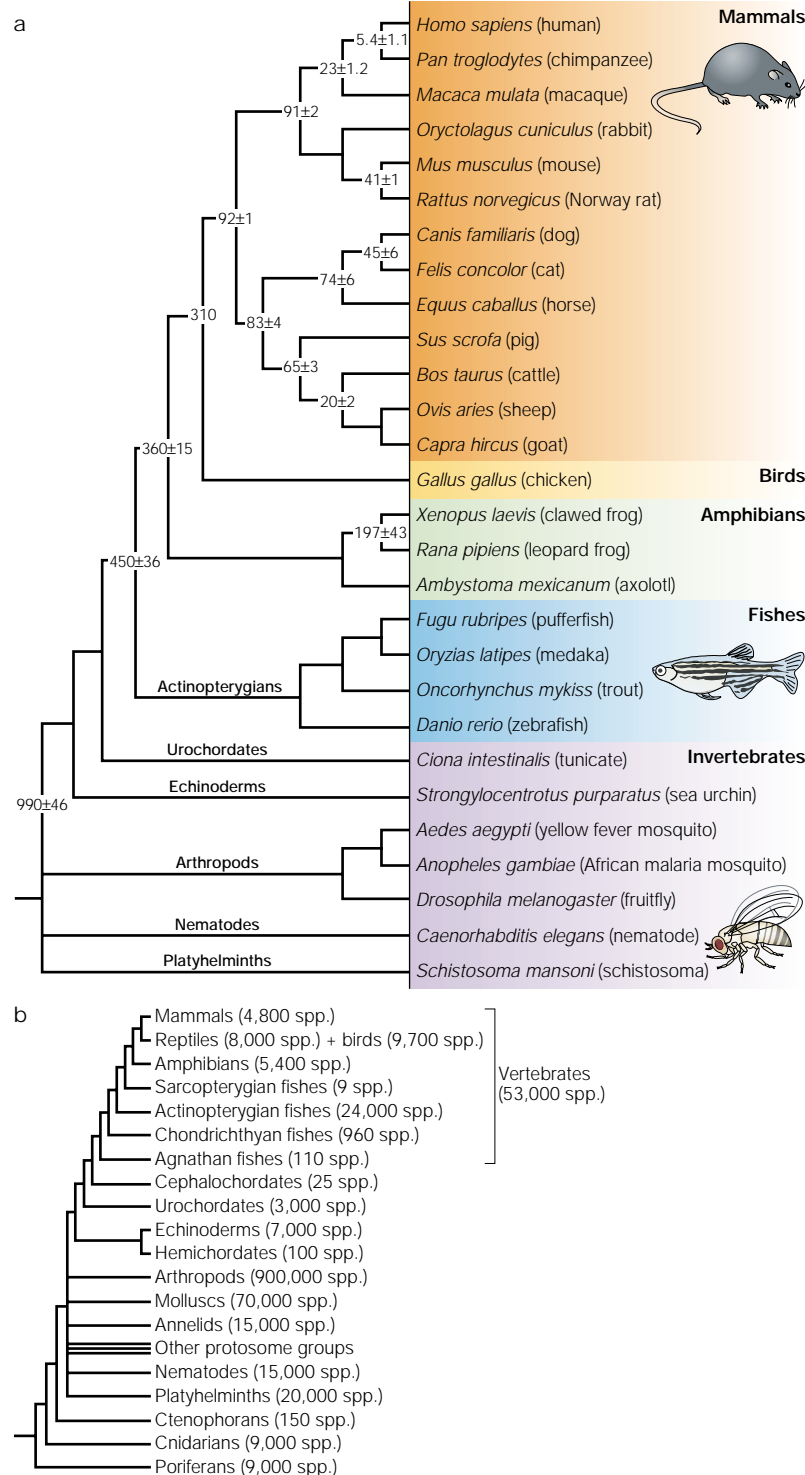 a
Mammals
Homo sapiens (human)
5.4±1.1
Pan troglodytes (chimpanzee)
23±1.2
Macaca mulata (macaque)
91±2
Oryctolagus cuniculus (rabbit)
Mus musculus (mouse)
41±1
Rattus norvegicus (Norway rat)
92±1
Canis familiaris (dog)
45±6
Felis concolor (cat)
74±6
Equus caballus (horse)
310
83±4
Sus scrofa (pig)
65±3
Bos taurus (cattle)
20±2
Ovis aries (sheep)
Capra hircus (goat)
360±15
Gallus gallus (chicken)
Birds
Xenopus laevis (clawed frog)
Amphibians
197±43
Rana pipiens (leopard frog)
450±36
Ambystoma mexicanum (axolotl)
Fugu rubripes (pufferfish)
Fishes
Oryzias latipes (medaka)
Actinopterygians
Oncorhynchus mykiss (trout)
Danio rerio (zebrafish)
Urochordates
Ciona intestinalis (tunicate)
Invertebrates
Echinoderms
Strongylocentrotus purparatus (sea urchin)
990±46
Aedes aegypti (yellow fever mosquito)
Arthropods
Anopheles gambiae (African malaria mosquito)
Drosophila melanogaster (fruitfly)
Nematodes
Caenorhabditis elegans (nematode)
Platyhelminths
Schistosoma mansoni (schistosoma)
b
Mammals (4,800 spp.)
Reptiles (8,000 spp.) + birds (9,700 spp.)
Amphibians (5,400 spp.)
Sarcopterygian fishes (9 spp.)
Actinopterygian fishes (24,000 spp.)
Chondrichthyan fishes (960 spp.)
Agnathan fishes (110 spp.)
Vertebrates
(53,000 spp.)
Cephalochordates (25 spp.)
Urochordates (3,000 spp.)
Echinoderms (7,000 spp.)
Hemichordates (100 spp.)
Arthropods (900,000 spp.)
Molluscs (70,000 spp.)
Annelids (15,000 spp.)
Other protosome groups
Nematodes (15,000 spp.)
Platyhelminths (20,000 spp.)
Ctenophorans (150 spp.)
Cnidarians (9,000 spp.)
Poriferans (9,000 spp.)